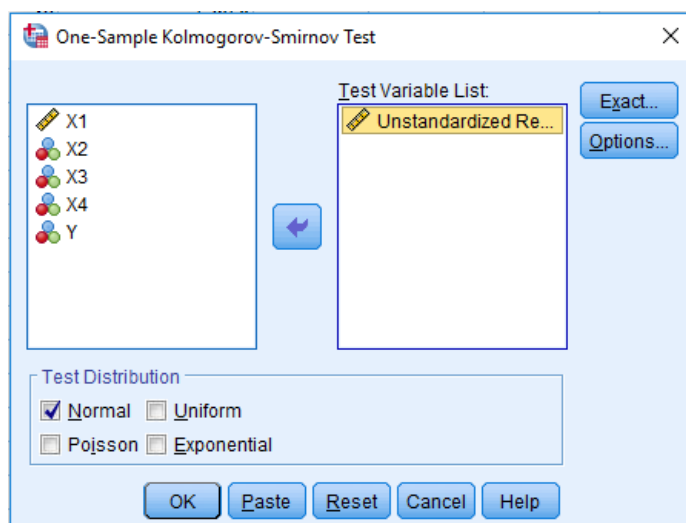 One-Sample Kolmogorov-Smirnov Test
Test Variable List:
X1
X2
X3
X4
Y
Unstandardized Re...
Exact...
Options...
Test Distribution
Normal Uniform
Poisson Exponential
OK Paste Reset Cancel Help